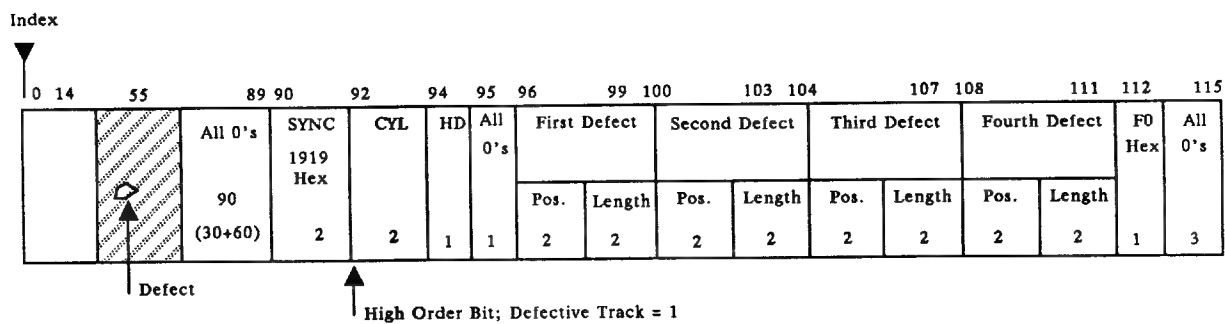 Index
0 14 55 89 90 92 94 95 96 99 100 103 104 107 108 111 112 115
All 0's SYNC CYL HD All First Defect Second Defect Third Defect Fourth Defect F0 All
1919 0's Hex 0's
Hex
90 Pos. Length Pos. Length Pos. Length Pos. Length
(30+60) 2 2 1 1 2 2 2 2 2 2 2 2 1 3
Defect
High Order Bit; Defective Track = 1